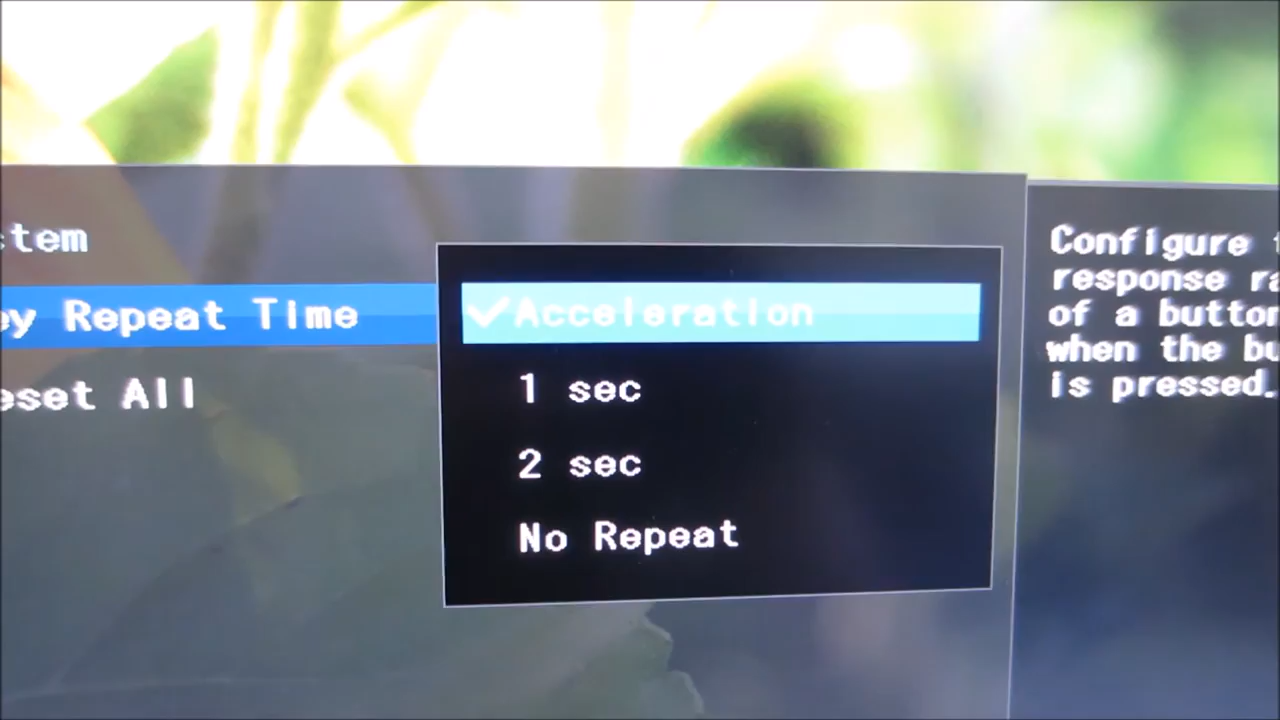 stem
ey Repeat Time
eset All
✓Acceleration
1 sec
2 sec
No Repeat
Configure
response ra
of a button
when the bu
is pressed.